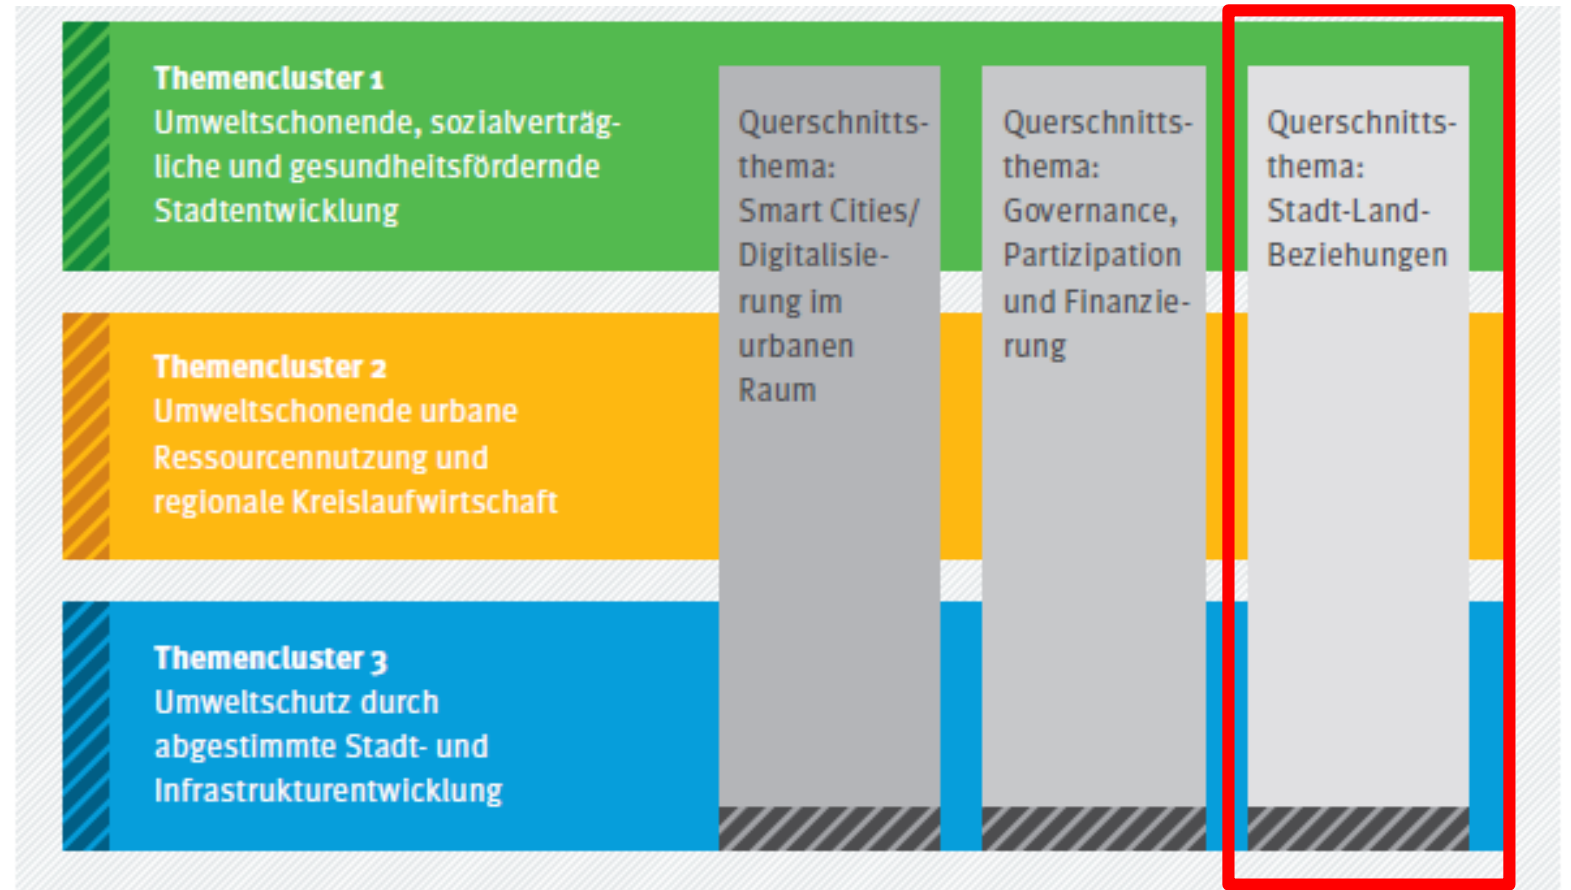 Themencluster 1
Umweltschonende, sozialverträg-
liche und gesundheitsfördernde
Stadtentwicklung
Querschnitts-
thema:
Smart Cities/
Digitalisie-
rung im
urbanen
Raum
Querschnitts-
thema:
Governance,
Partizipation
und Finanzie-
rung
Querschnitts-
thema:
Stadt-Land-
Beziehungen
Themencluster 2
Umweltschonende urbane
Ressourcennutzung und
regionale Kreislaufwirtschaft
Themencluster 3
Umweltschutz durch
abgestimmte Stadt- und
Infrastrukturentwicklung